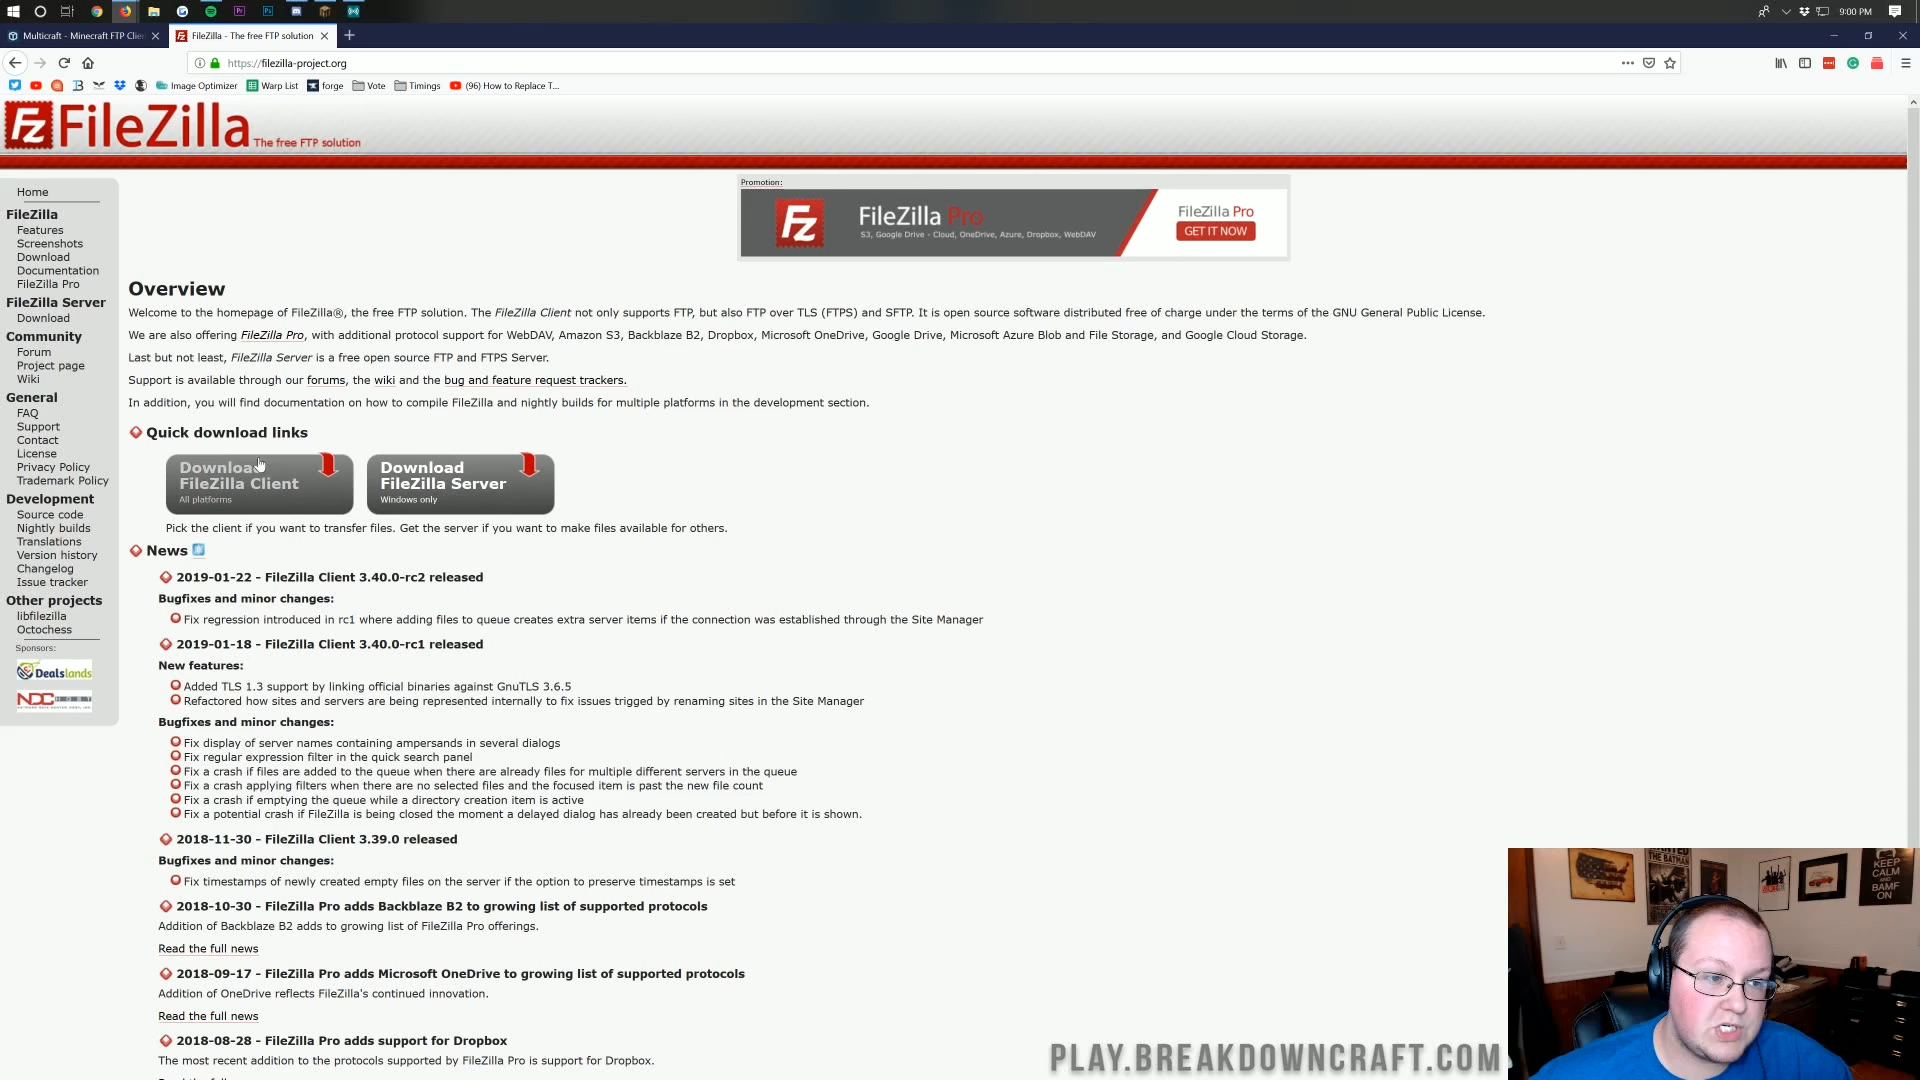 9:00 PM
Multicraft - Minecraft FTP Clie
FileZilla - The free FTP solution
https://filezilla-project.org
Image Optimizer
Warp List
forge
Vote
Timings
(96) How to Replace T...
Fz FileZilla The free FTP solution
Home
FileZilla
Features
Screenshots
Download
Documentation
FileZilla Pro
FileZilla Server
Download
Community
Forum
Project page
Wiki
General
FAQ
Support
Contact
License
Privacy Policy
Trademark Policy
Development
Source code
Nightly builds
Translations
Version history
Changelog
Issue tracker
Other projects
libfilezilla
Octochess
Sponsors:
Dealslands
NDC HOST
Promotion:
Fz
FileZilla Pro
S3, Google Drive - Cloud, OneDrive, Azure, Dropbox, WebDAV
FileZilla Pro
GET IT NOW
Overview
Welcome to the homepage of FileZilla®, the free FTP solution. The FileZilla Client not only supports FTP, but also FTP over TLS (FTPS) and SFTP. It is open source software distributed free of charge under the terms of the GNU General Public License.
We are also offering FileZilla Pro, with additional protocol support for WebDAV, Amazon S3, Backblaze B2, Dropbox, Microsoft OneDrive, Google Drive, Microsoft Azure Blob and File Storage, and Google Cloud Storage.
Last but not least, FileZilla Server is a free open source FTP and FTPS Server.
Support is available through our forums, the wiki and the bug and feature request trackers.
In addition, you will find documentation on how to compile FileZilla and nightly builds for multiple platforms in the development section.
Quick download links
Download
FileZilla Client
All platforms
Download
FileZilla Server
Windows only
Pick the client if you want to transfer files. Get the server if you want to make files available for others.
News
2019-01-22 - FileZilla Client 3.40.0-rc2 released
Bugfixes and minor changes:
Fix regression introduced in rc1 where adding files to queue creates extra server items if the connection was established through the Site Manager
2019-01-18 - FileZilla Client 3.40.0-rc1 released
New features:
Added TLS 1.3 support by linking official binaries against GnuTLS 3.6.5
Refactored how sites and servers are being represented internally to fix issues trigged by renaming sites in the Site Manager
Bugfixes and minor changes:
Fix display of server names containing ampersands in several dialogs
Fix regular expression filter in the quick search panel
Fix a crash if files are added to the queue when there are already files for multiple different servers in the queue
Fix a crash applying filters when there are no selected files and the focused item is past the new file count
Fix a crash if emptying the queue while a directory creation item is active
Fix a potential crash if FileZilla is being closed the moment a delayed dialog has already been created but before it is shown.
2018-11-30 - FileZilla Client 3.39.0 released
Bugfixes and minor changes:
Fix timestamps of newly created empty files on the server if the option to preserve timestamps is set
2018-10-30 - FileZilla Pro adds Backblaze B2 to growing list of supported protocols
Addition of Backblaze B2 adds to growing list of FileZilla Pro offerings.
Read the full news
2018-09-17 - FileZilla Pro adds Microsoft OneDrive to growing list of supported protocols
Addition of OneDrive reflects FileZilla's continued innovation.
Read the full news
2018-08-28 - FileZilla Pro adds support for Dropbox
The most recent addition to the protocols supported by FileZilla Pro is support for Dropbox.
THE BATMAN
KEEP
CALM
AND
BAMF
ON
PLAY.BREAKDOWNCRAFT.COM